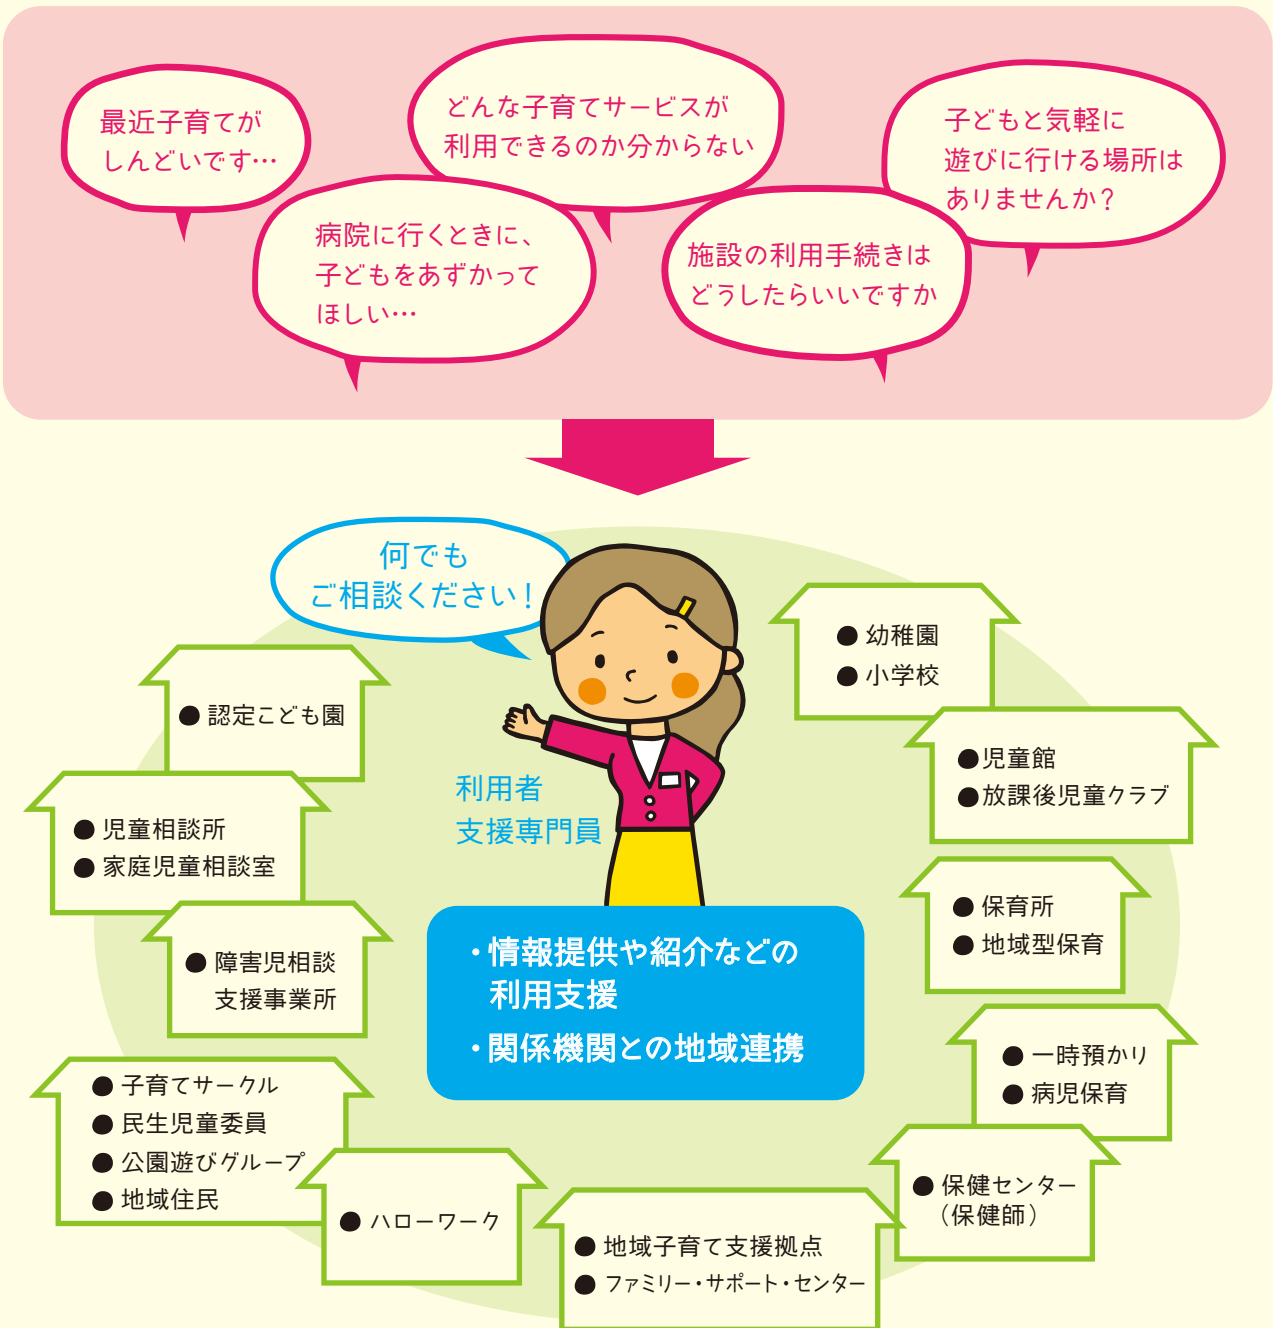 最近子育てが
しんどいです…
どんな子育てサービスが
利用できるのか分からない
子どもと気軽に
遊びに行ける場所は
ありませんか？
病院に行くときに、
子どもをあずかって
ほしい…
施設の利用手続きは
どうしたらいいですか
何でも
ご相談ください！
利用者
支援専門員
・情報提供や紹介などの
利用支援
・関係機関との地域連携
●認定こども園
●児童相談所
●家庭児童相談室
●障害児相談
支援事業所
●子育てサークル
●民生児童委員
●公園遊びグループ
●地域住民
●ハローワーク
●地域子育て支援拠点
●ファミリー・サポート・センター
●幼稚園
●小学校
●児童館
●放課後児童クラブ
●保育所
●地域型保育
●一時預かり
●病児保育
●保健センター
（保健師）